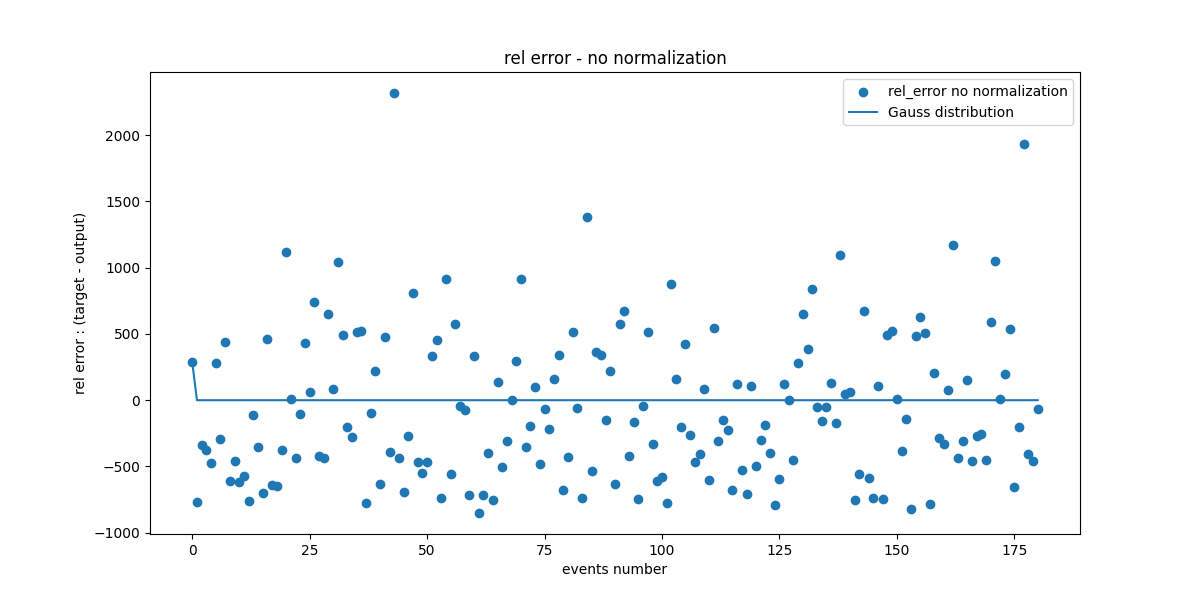 rel error - no normalization
rel_error no normalization
Gauss distribution
rel error : (target - output)
2000
1500
1000
500
0
−500
−1000
0 25 50 75 100 125 150 175
events number